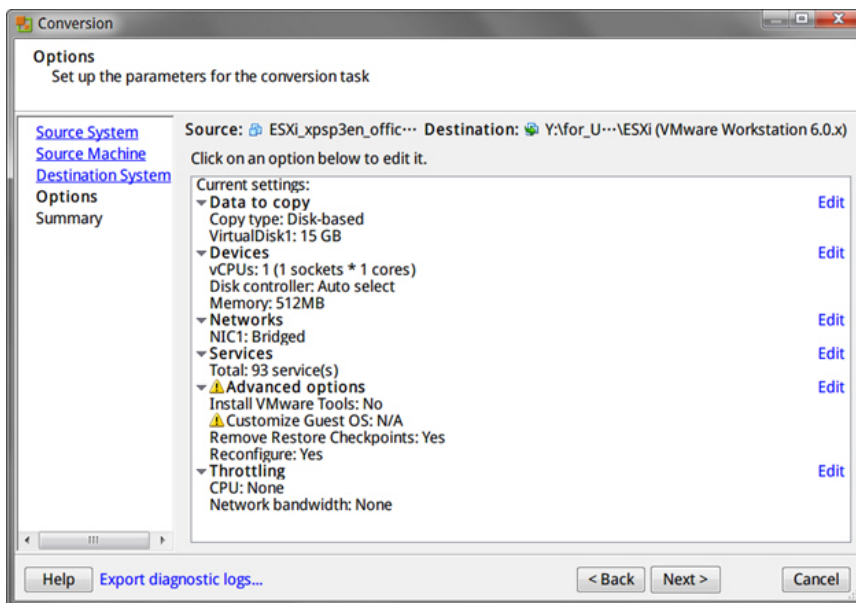 Conversion
Options
Set up the parameters for the conversion task
Source System
Source Machine
Destination System
Options
Summary
Source: ESXi_xpsp3en_offic··· Destination: Y:\for_U···\ESXi (VMware Workstation 6.0.x)
Click on an option below to edit it.
Current settings:
Data to copy Edit
Copy type: Disk-based
VirtualDisk1: 15 GB
Devices Edit
vCPUs: 1 (1 sockets * 1 cores)
Disk controller: Auto select
Memory: 512MB
Networks Edit
NIC1: Bridged
Services Edit
Total: 93 service(s)
Advanced options Edit
Install VMware Tools: No
Customize Guest OS: N/A
Remove Restore Checkpoints: Yes
Reconfigure: Yes
Throttling Edit
CPU: None
Network bandwidth: None
Help Export diagnostic logs... < Back Next > Cancel